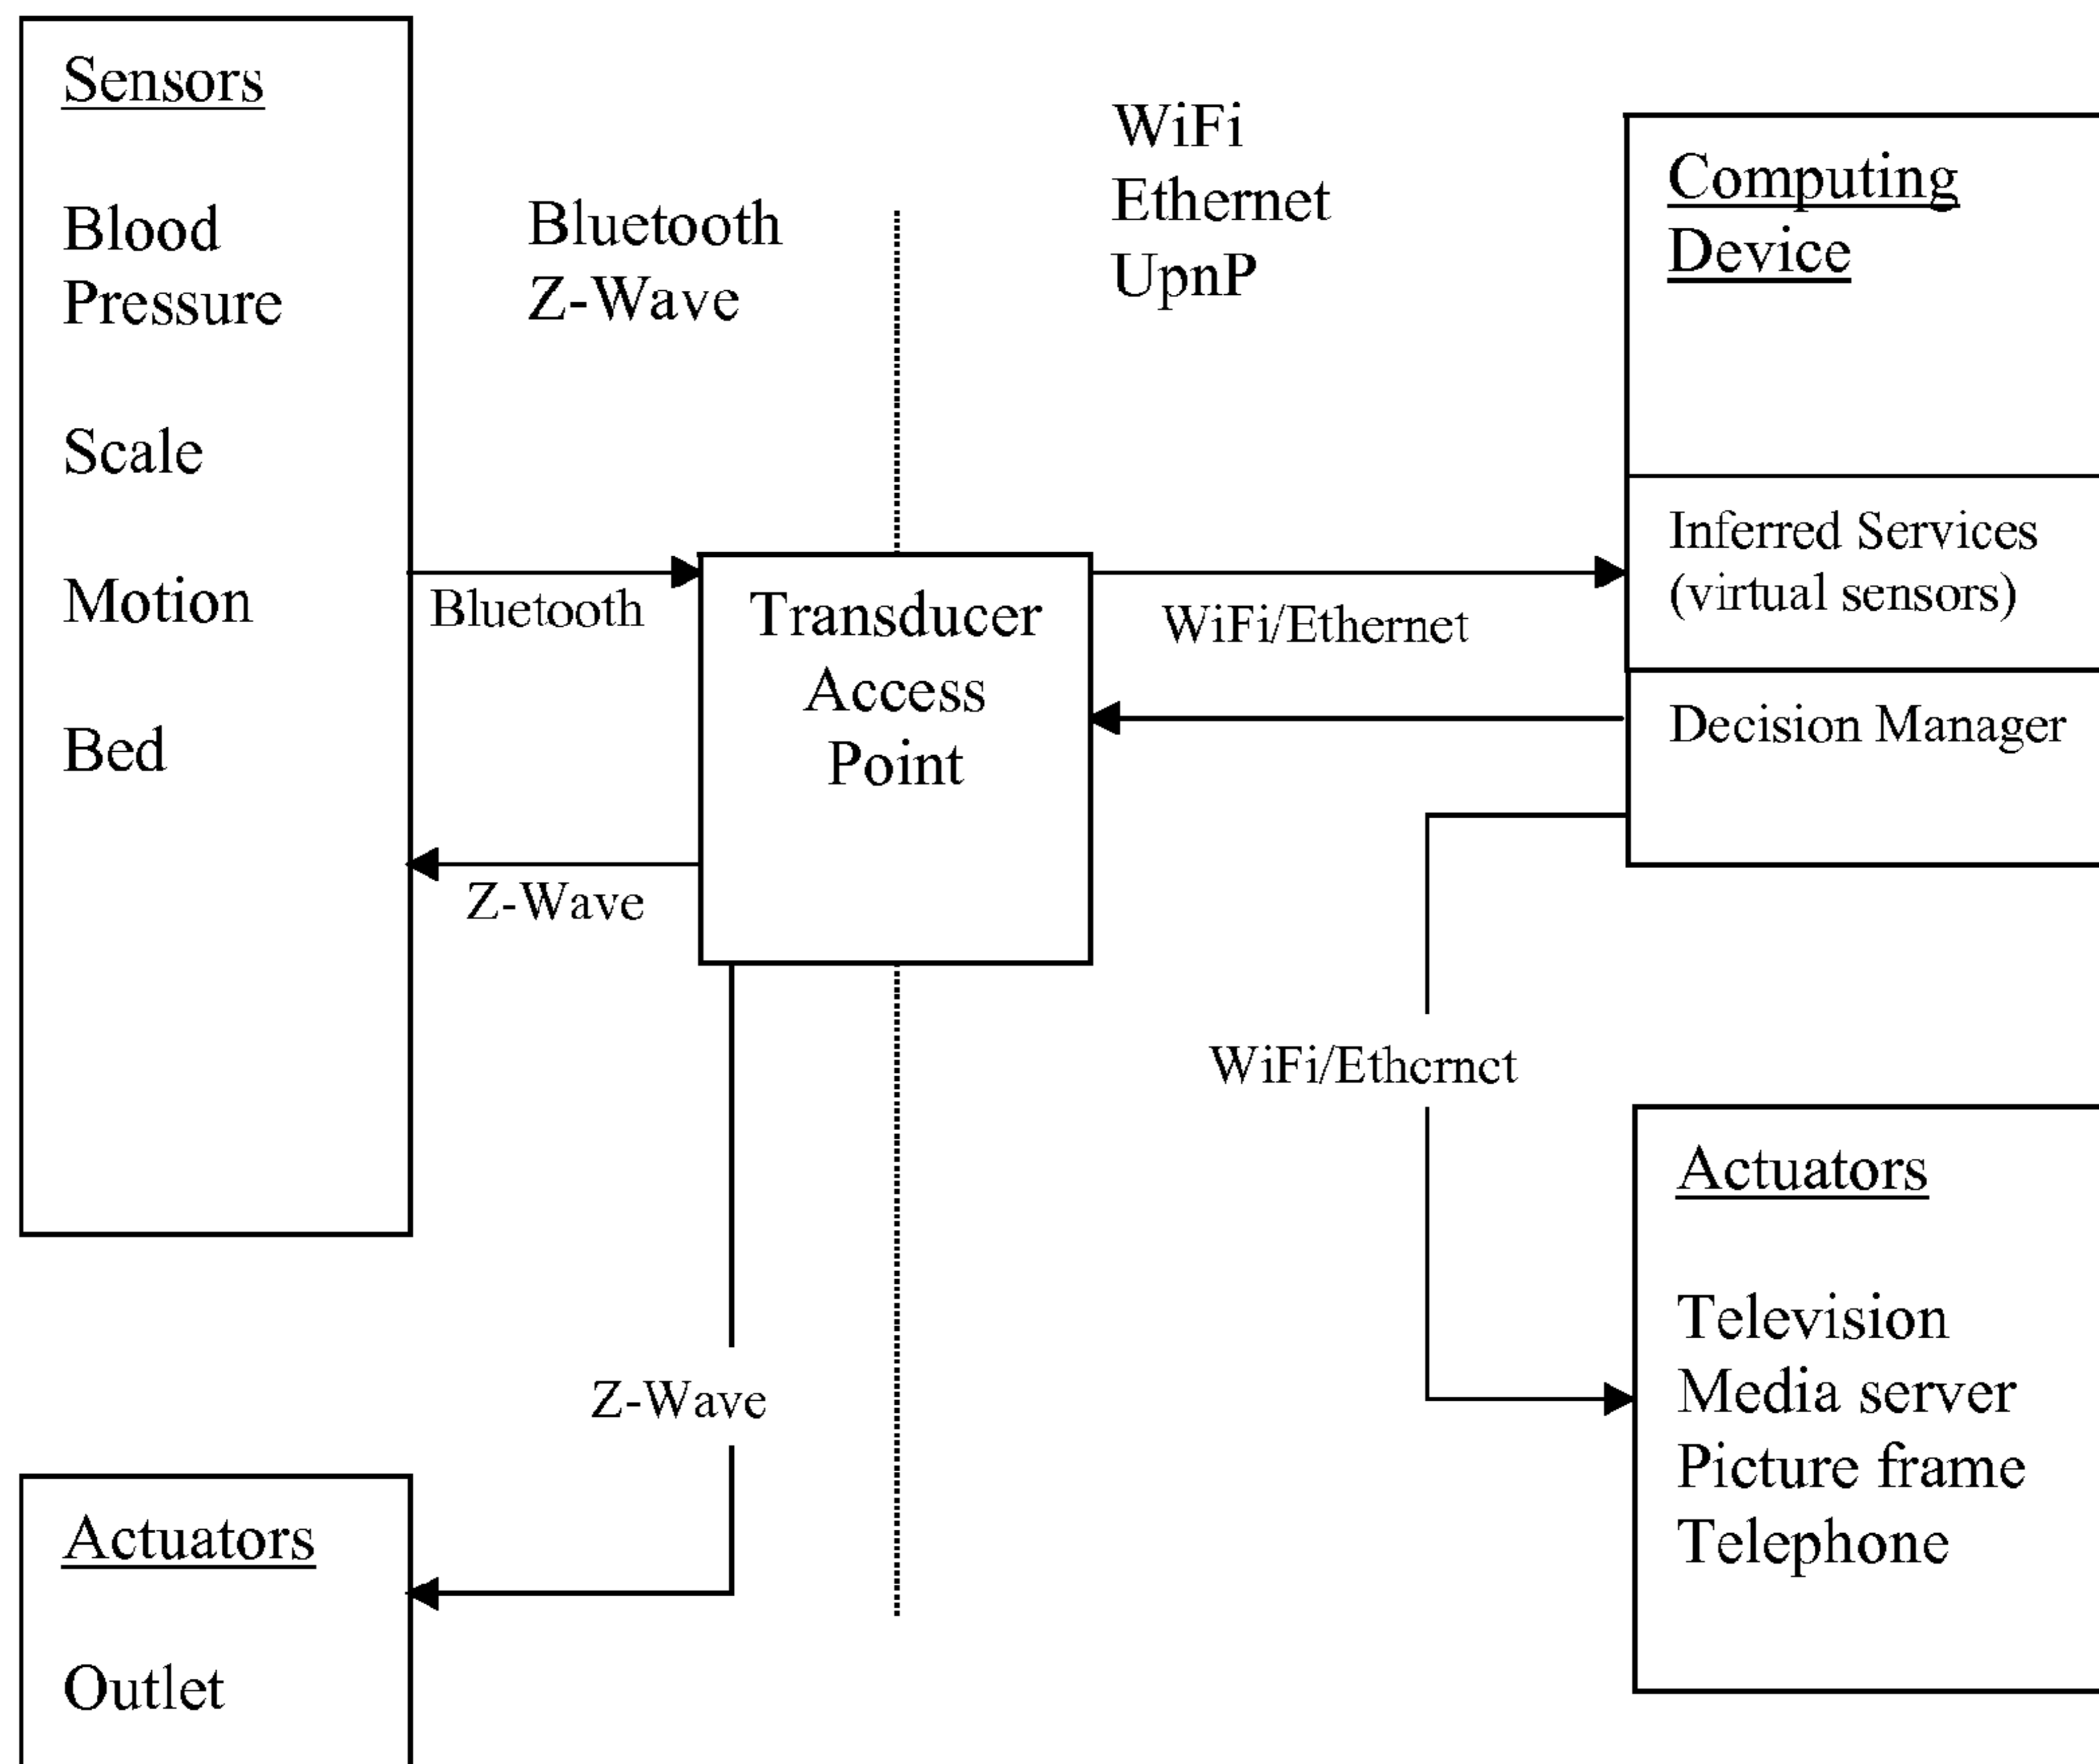 Sensors
Blood
Pressure
Scale
Motion
Bed
Bluetooth
Z-Wave
WiFi
Ethernet
UpnP
Computing
Device
Inferred Services
(virtual sensors)
Decision Manager
Bluetooth
Transducer
Access
Point
WiFi/Ethernet
Z-Wave
WiFi/Ethernet
Z-Wave
Actuators
Television
Media server
Picture frame
Telephone
Actuators
Outlet